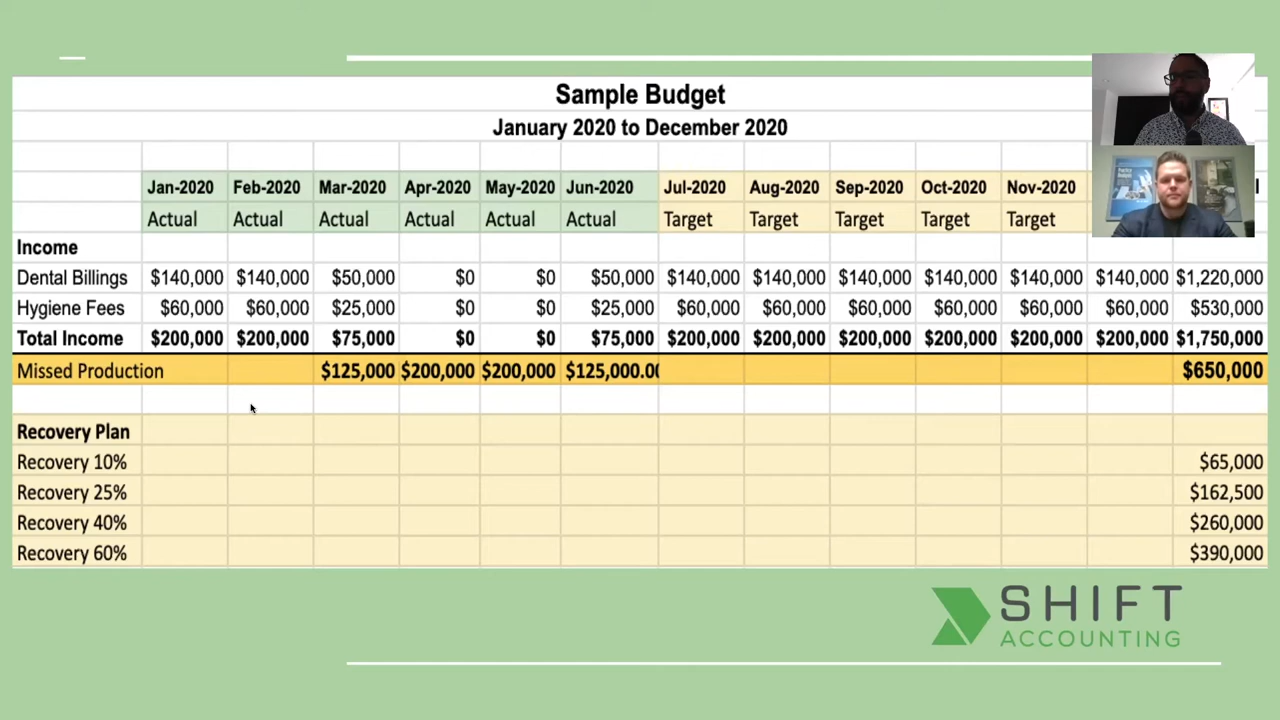 Sample Budget
January 2020 to December 2020
Jan-2020 Feb-2020 Mar-2020 Apr-2020 May-2020 Jun-2020 Jul-2020 Aug-2020 Sep-2020 Oct-2020 Nov-2020
Actual Actual Actual Actual Actual Actual Target Target Target Target Target
Income
Dental Billings $140,000 $140,000 $50,000 $0 $0 $50,000 $140,000 $140,000 $140,000 $140,000 $140,000 $140,000 $1,220,000
Hygiene Fees $60,000 $60,000 $25,000 $0 $0 $25,000 $60,000 $60,000 $60,000 $60,000 $60,000 $60,000 $530,000
Total Income $200,000 $200,000 $75,000 $0 $0 $75,000 $200,000 $200,000 $200,000 $200,000 $200,000 $200,000 $1,750,000
Missed Production $125,000 $200,000 $200,000 $125,000.00 $650,000
Recovery Plan
Recovery 10% $65,000
Recovery 25% $162,500
Recovery 40% $260,000
Recovery 60% $390,000
SHIFT
ACCOUNTING